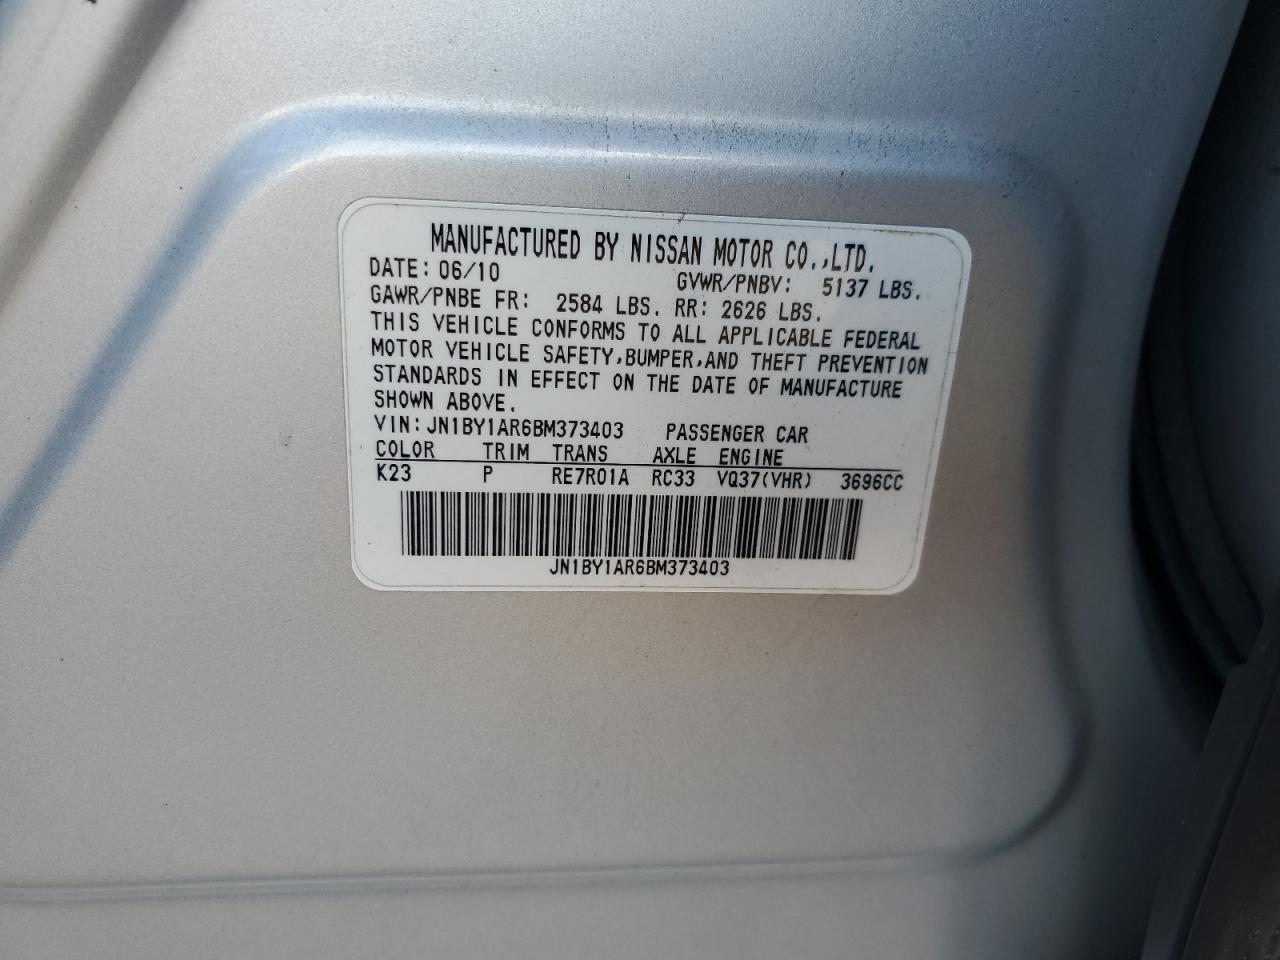 MANUFACTURED BY NISSAN MOTOR CO.,LTD.
DATE: 06/10 GVWR/PNBV: 5137 LBS.
GAWR/PNBE FR: 2584 LBS. RR: 2626 LBS.
THIS VEHICLE CONFORMS TO ALL APPLICABLE FEDERAL
MOTOR VEHICLE SAFETY,BUMPER,AND THEFT PREVENTION
STANDARDS IN EFFECT ON THE DATE OF MANUFACTURE
SHOWN ABOVE.
VIN: JN1BY1AR6BM373403 PASSENGER CAR
COLOR TRIM TRANS AXLE ENGINE
K23 P RE7R01A RC33 VQ37(VHR) 3696CC
JN1BY1AR6BM373403